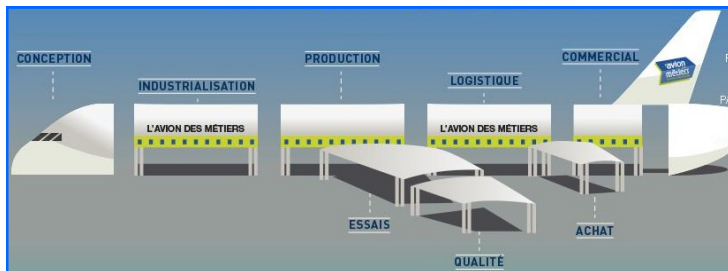 CONCEPTION
INDUSTRIALISATION
PRODUCTION
LOGISTIQUE
COMMERCIAL
L'AVION DES MÉTIERS
L'AVION DES MÉTIERS
avion
métiers
ESSAIS
QUALITÉ
ACHAT